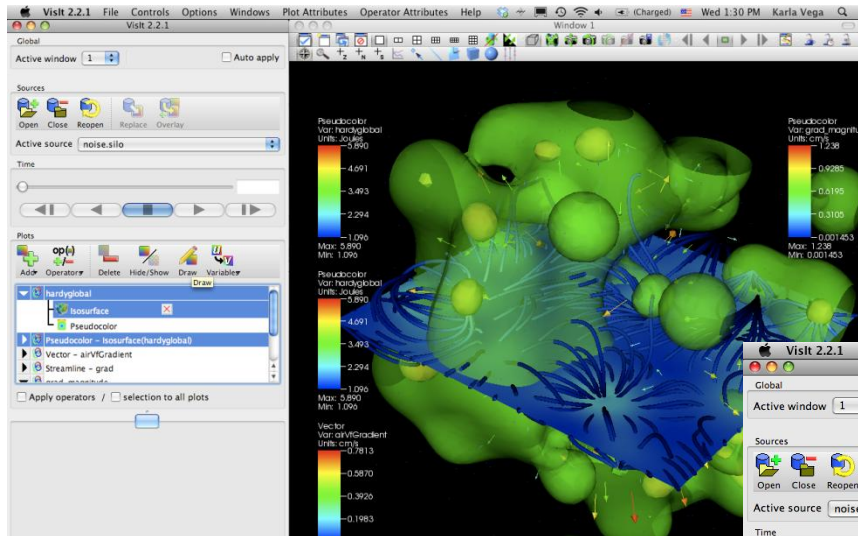 VisIt 2.2.1 File Controls Options Windows Plot Attributes Operator Attributes Help (Charged) Wed 1:30 PM Karla Vega
VisIt 2.2.1
Window 1
Global
Active window 1 Auto apply
Sources
Open Close Reopen Replace Overlay
Active source noise.silo
Time
Plots
op(n)
Add Operators Delete Hide/Show Draw Variables
Draw
hardyglobal
Isosurface
Pseudocolor
Pseudocolor - Isosurface(hardyglobal)
Vector - airVfGradient
Streamline - grad
grad_magnitude
Apply operators / selection to all plots
Pseudocolor
Var: hardyglobal
Units: Joules
5.890
4.691
3.493
2.294
1.096
Max: 5.890
Min: 1.096
Pseudocolor
Var: hardyglobal
Units: Joules
5.890
4.691
3.493
2.294
1.096
Max: 5.890
Min: 1.096
Vector
Var: airVfGradient
Units: cm/s
0.7813
0.5870
0.3926
0.1983
Pseudocolor
Var: grad_magnitu
Units: cm/s
1.238
0.9285
0.6195
0.3105
0.001453
Max: 1.238
Min: 0.001453
VisIt 2.2.1
Global
Active window 1
Sources
Open Close Reopen
Active source noise
Time